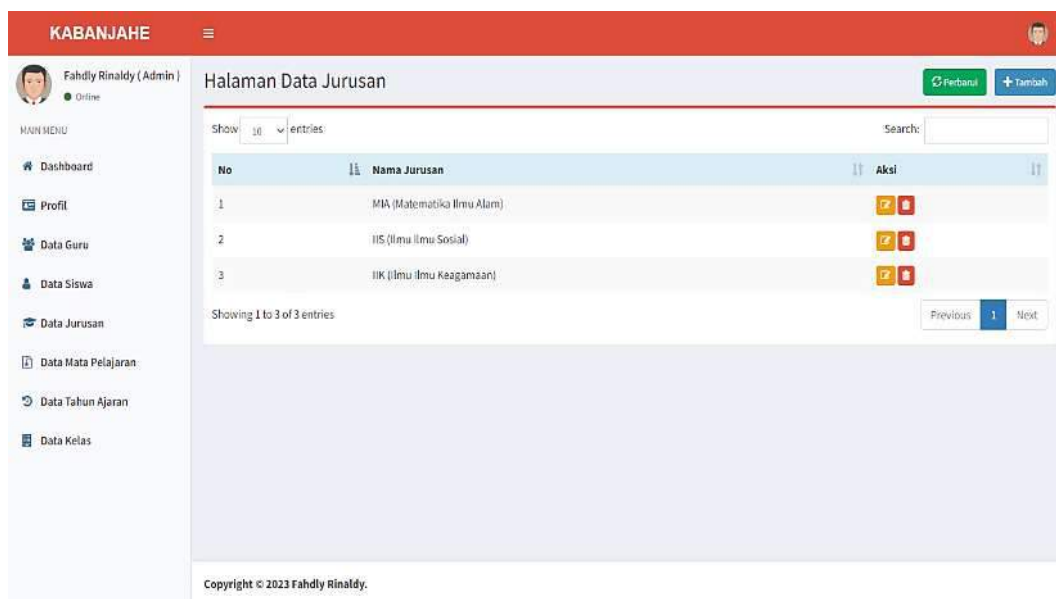 KABANJAHE
Fahdly Rinaldy ( Admin )
Online
MAIN MENU
Dashboard
Profil
Data Guru
Data Siswa
Data Jurusan
Data Mata Pelajaran
Data Tahun Ajaran
Data Kelas
Halaman Data Jurusan
Perbarui
+ Tambah
Show 10 entries
Search:
No Nama Jurusan Aksi
1 MIA (Matematika Ilmu Alam)
2 IIS (Ilmu Ilmu Sosial)
3 IIK (Ilmu Ilmu Keagamaan)
Showing 1 to 3 of 3 entries
Previous 1 Next
Copyright © 2023 Fahdly Rinaldy.